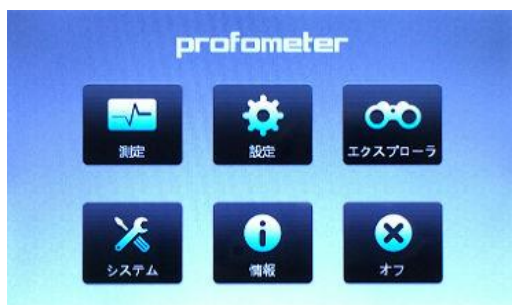 profometer
測定
設定
エクスプローラ
システム
情報
オフ